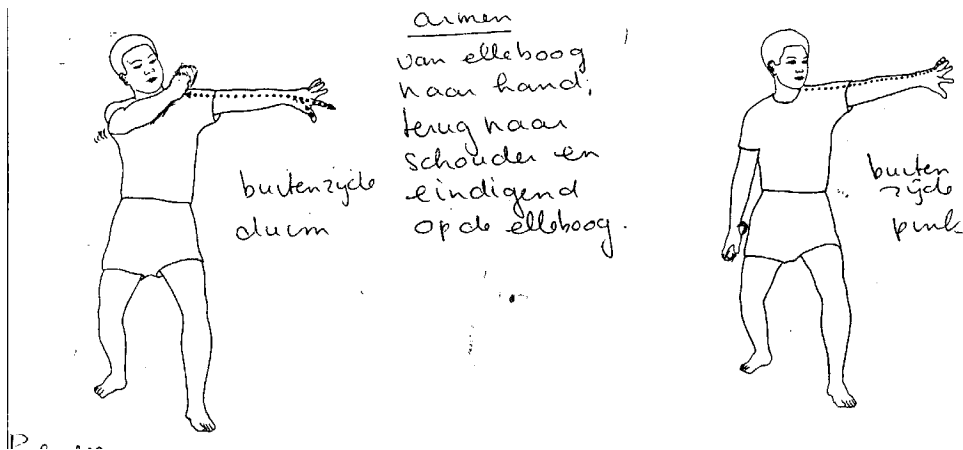 armen
van elleboog
naar hand;
terug naar
schouder en
eindigend
op de elleboog.
buitenzijde
duim
buiten
zijde
pink